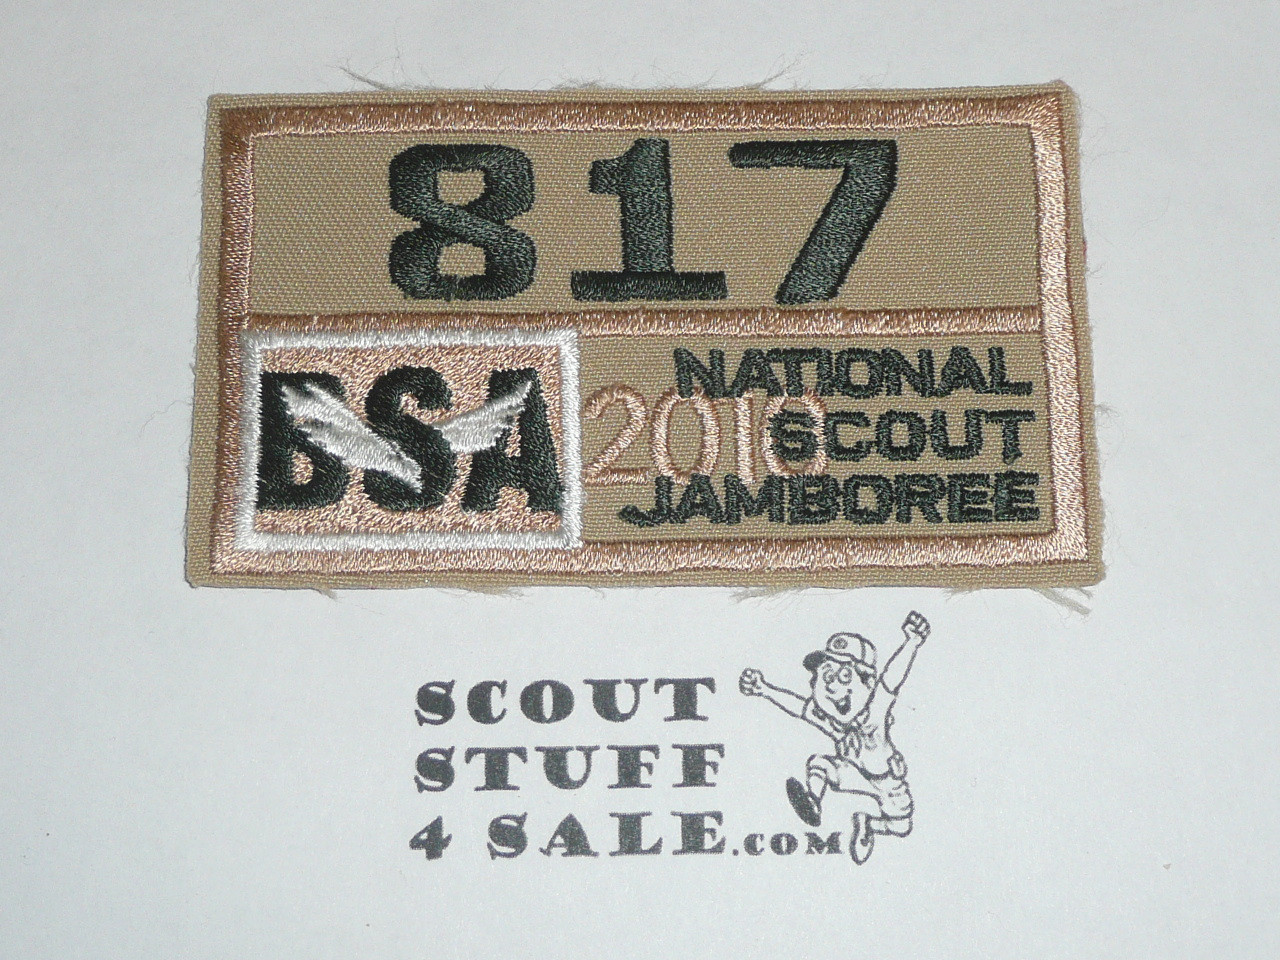 817
BSA
2010
NATIONAL
SCOUT
JAMBOREE
SCOUT
STUFF
4 SALE.COM